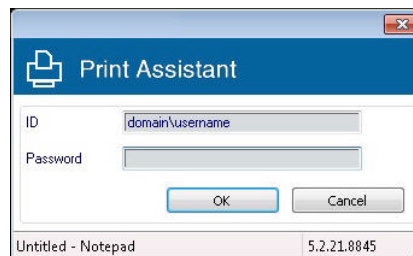 Print Assistant
ID domain\username
Password
OK Cancel
Untitled - Notepad 5.2.21.8845